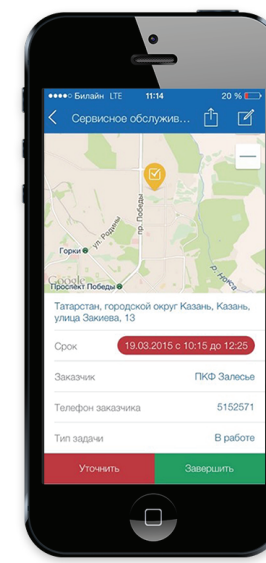 Билайн LTE 11:14 20 %
Сервисное обслужив...
ул. Родины
пр. Победы
Горки
Google
Проспект Победы
р. Нокса
Татарстан, городской округ Казань, Казань,
улица Закиева, 13
Срок 19.03.2015 с 10:15 до 12:25
Заказчик ПКФ Залесье
Телефон заказчика 5152571
Тип задачи В работе
Уточнить Завершить